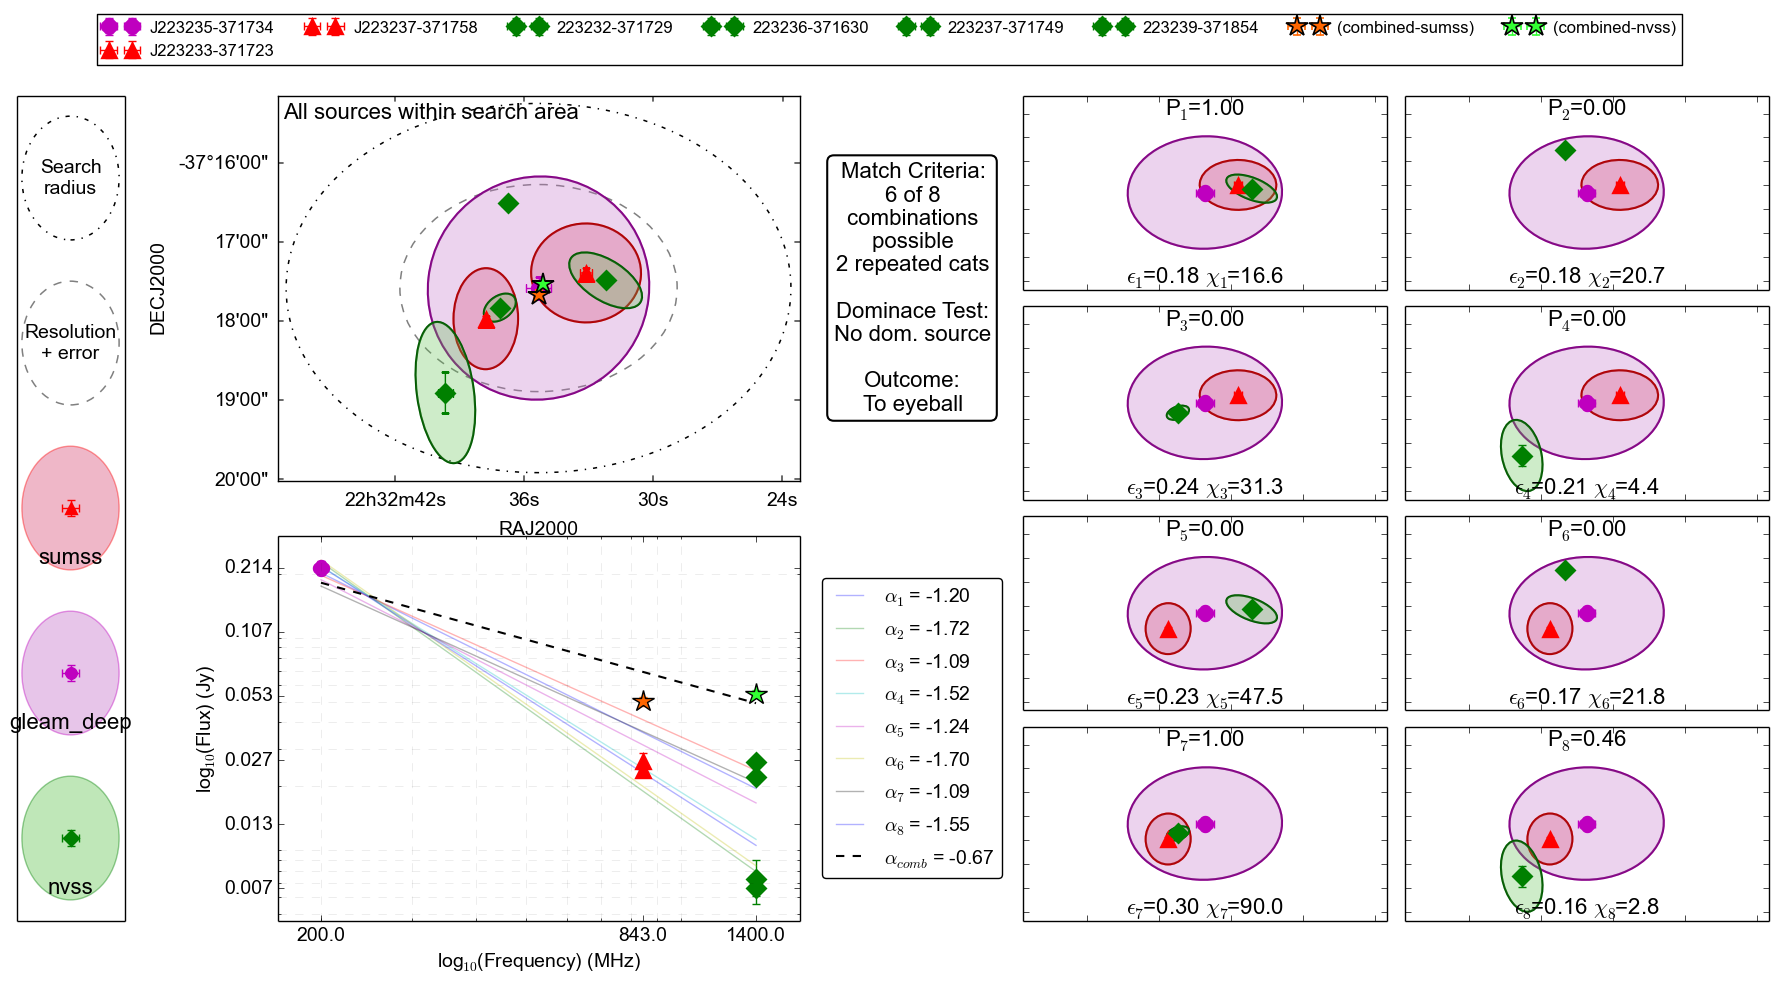 J223235-371734 J223237-371758 223232-371729 223236-371630 223237-371749 223239-371854 (combined-sumss) (combined-nvss)
J223233-371723
Search
radius
Resolution
+ error
sumss
gleam_deep
nvss
All sources within search area
DECJ2000
-37°16'00"
17'00"
18'00"
19'00"
20'00"
22h32m42s 36s 30s 24s
RAJ2000
Match Criteria:
6 of 8
combinations
possible
2 repeated cats
Dominace Test:
No dom. source
Outcome:
To eyeball
log₁₀(Flux) (Jy)
0.214
0.107
0.053
0.027
0.013
0.007
200.0 843.0 1400.0
log₁₀(Frequency) (MHz)
α₁ = -1.20
α₂ = -1.72
α₃ = -1.09
α₄ = -1.52
α₅ = -1.24
α₆ = -1.70
α₇ = -1.09
α₈ = -1.55
α_comb = -0.67
P₁=1.00
ϵ₁=0.18 χ₁=16.6
P₂=0.00
ϵ₂=0.18 χ₂=20.7
P₃=0.00
ϵ₃=0.24 χ₃=31.3
P₄=0.00
ϵ₄=0.21 χ₄=4.4
P₅=0.00
ϵ₅=0.23 χ₅=47.5
P₆=0.00
ϵ₆=0.17 χ₆=21.8
P₇=1.00
ϵ₇=0.30 χ₇=90.0
P₈=0.46
ϵ₈=0.16 χ₈=2.8